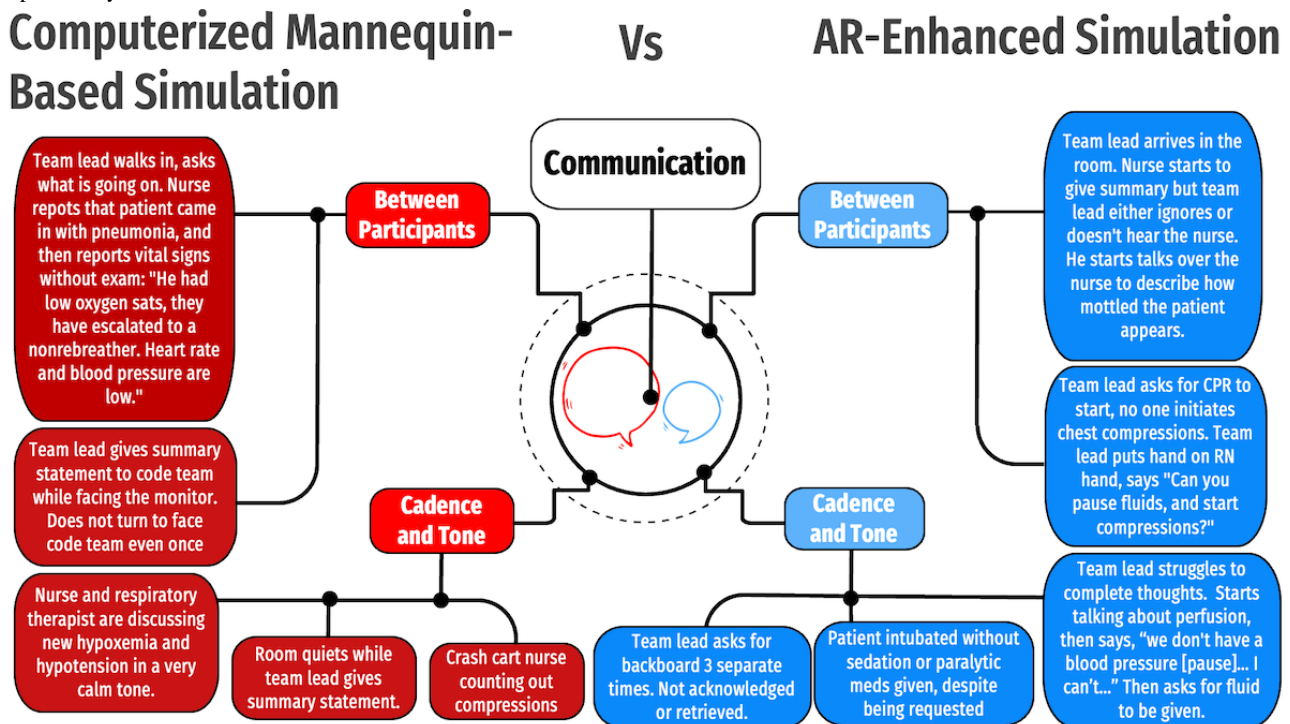 Computerized Mannequin-
Based Simulation
Vs
AR-Enhanced Simulation
Communication
Between
Participants
Team lead walks in, asks
what is going on. Nurse
repots that patient came
in with pneumonia, and
then reports vital signs
without exam: "He had
low oxygen sats, they
have escalated to a
nonrebreather. Heart rate
and blood pressure are
low."
Team lead gives summary
statement to code team
while facing the monitor.
Does not turn to face
code team even once
Cadence
and Tone
Nurse and respiratory
therapist are discussing
new hypoxemia and
hypotension in a very
calm tone.
Room quiets while
team lead gives
summary statement.
Crash cart nurse
counting out
compressions
Between
Participants
Team lead arrives in the
room. Nurse starts to
give summary but team
lead either ignores or
doesn't hear the nurse.
He starts talks over the
nurse to describe how
mottled the patient
appears.
Team lead asks for CPR to
start, no one initiates
chest compressions. Team
lead puts hand on RN
hand, says "Can you
pause fluids, and start
compressions?"
Cadence
and Tone
Team lead asks for
backboard 3 separate
times. Not acknowledged
or retrieved.
Patient intubated without
sedation or paralytic
meds given, despite
being requested
Team lead struggles to
complete thoughts. Starts
talking about perfusion,
then says, “we don't have a
blood pressure [pause]... I
can't...” Then asks for fluid
to be given.